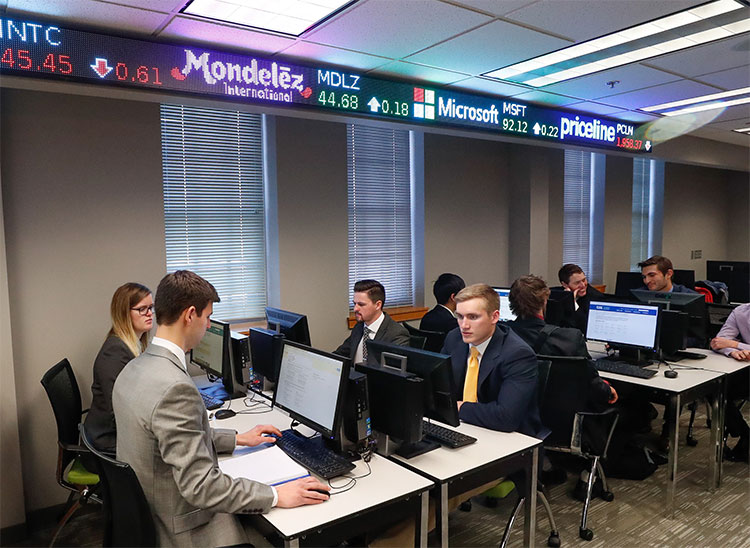 INTC
45.45 0.61
Mondelēz
International
MDLZ
44.68 0.18
Microsoft
MSFT
92.12 0.22
priceline
PCLN
1,958.37